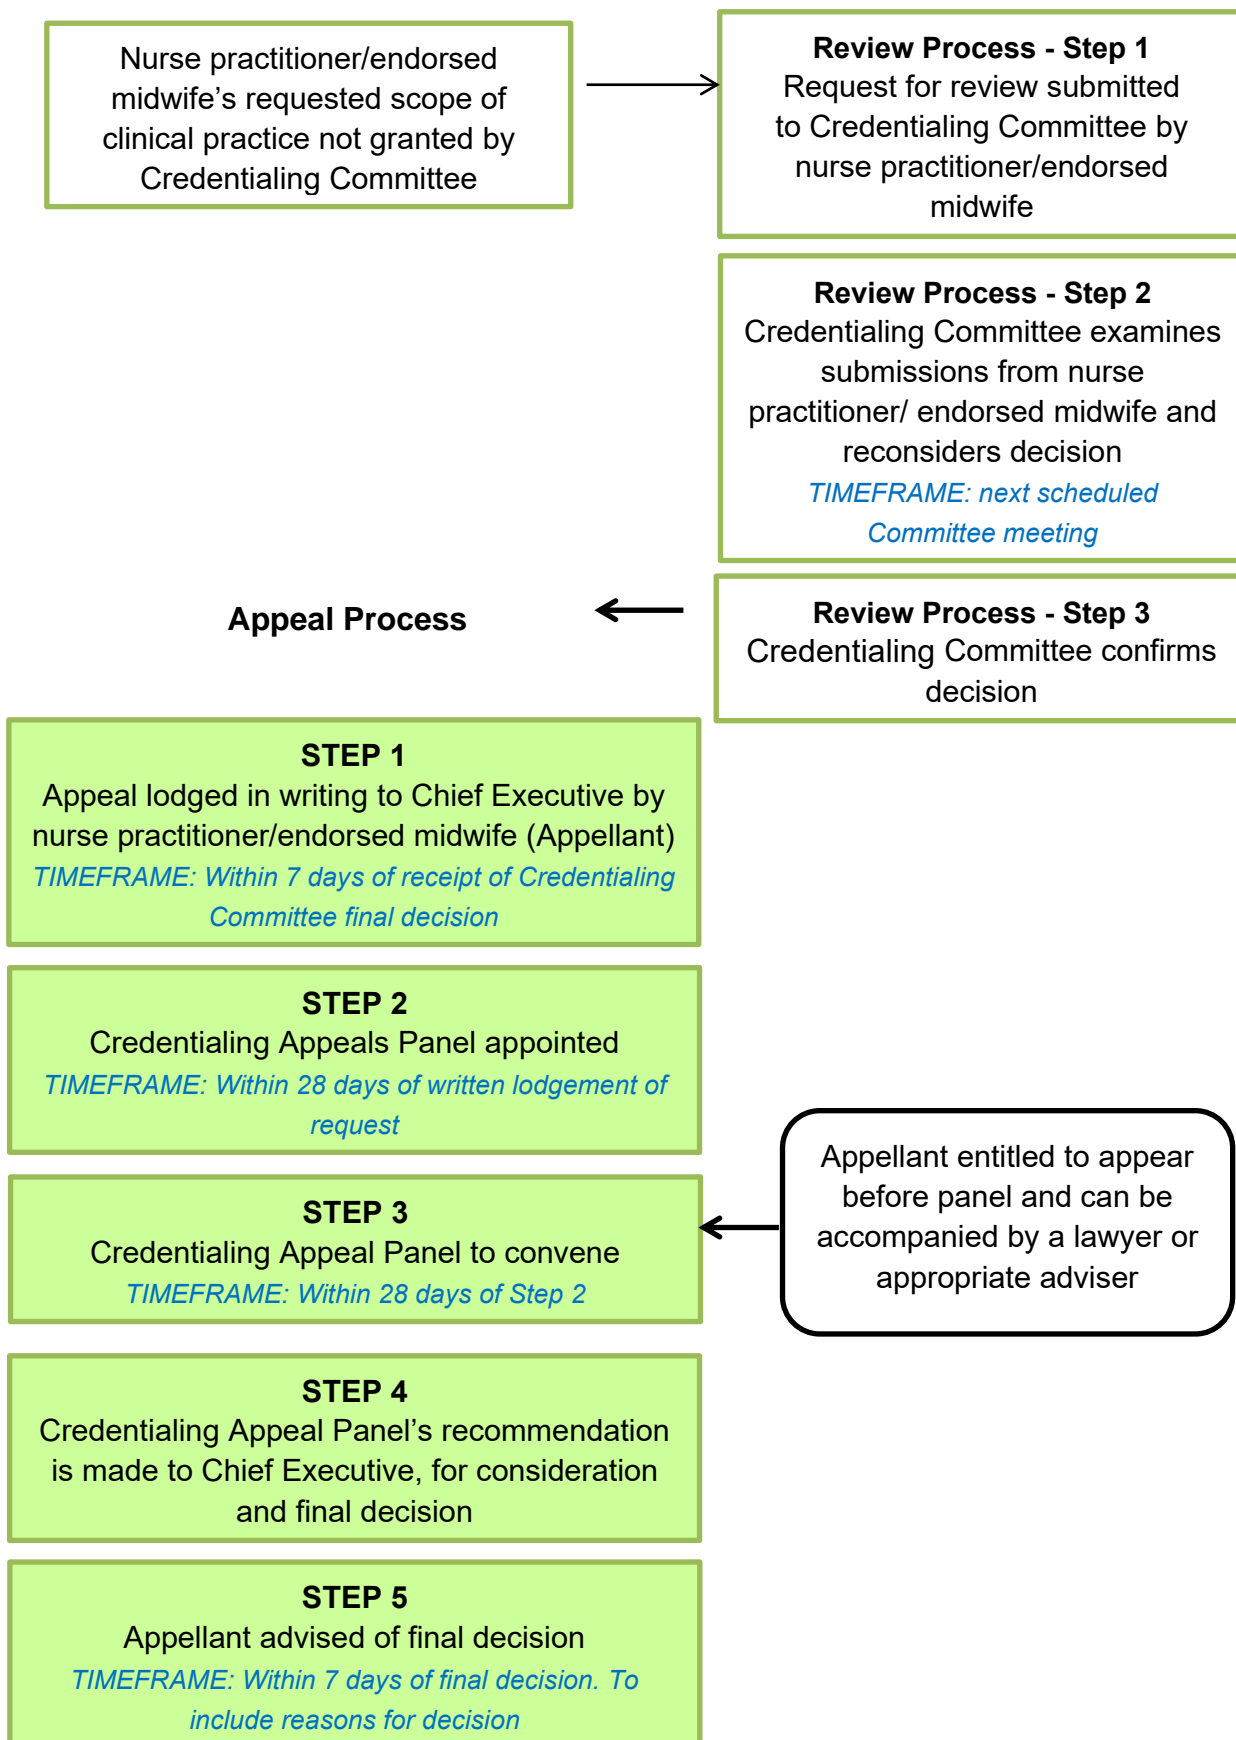 Nurse practitioner/endorsed
midwife’s requested scope of
clinical practice not granted by
Credentialing Committee
Review Process - Step 1
Request for review submitted
to Credentialing Committee by
nurse practitioner/endorsed
midwife
Review Process - Step 2
Credentialing Committee examines
submissions from nurse
practitioner/ endorsed midwife and
reconsiders decision
TIMEFRAME: next scheduled
Committee meeting
Review Process - Step 3
Credentialing Committee confirms
decision
Appeal Process
STEP 1
Appeal lodged in writing to Chief Executive by
nurse practitioner/endorsed midwife (Appellant)
TIMEFRAME: Within 7 days of receipt of Credentialing
Committee final decision
STEP 2
Credentialing Appeals Panel appointed
TIMEFRAME: Within 28 days of written lodgement of
request
STEP 3
Credentialing Appeal Panel to convene
TIMEFRAME: Within 28 days of Step 2
Appellant entitled to appear
before panel and can be
accompanied by a lawyer or
appropriate adviser
STEP 4
Credentialing Appeal Panel’s recommendation
is made to Chief Executive, for consideration
and final decision
STEP 5
Appellant advised of final decision
TIMEFRAME: Within 7 days of final decision. To
include reasons for decision